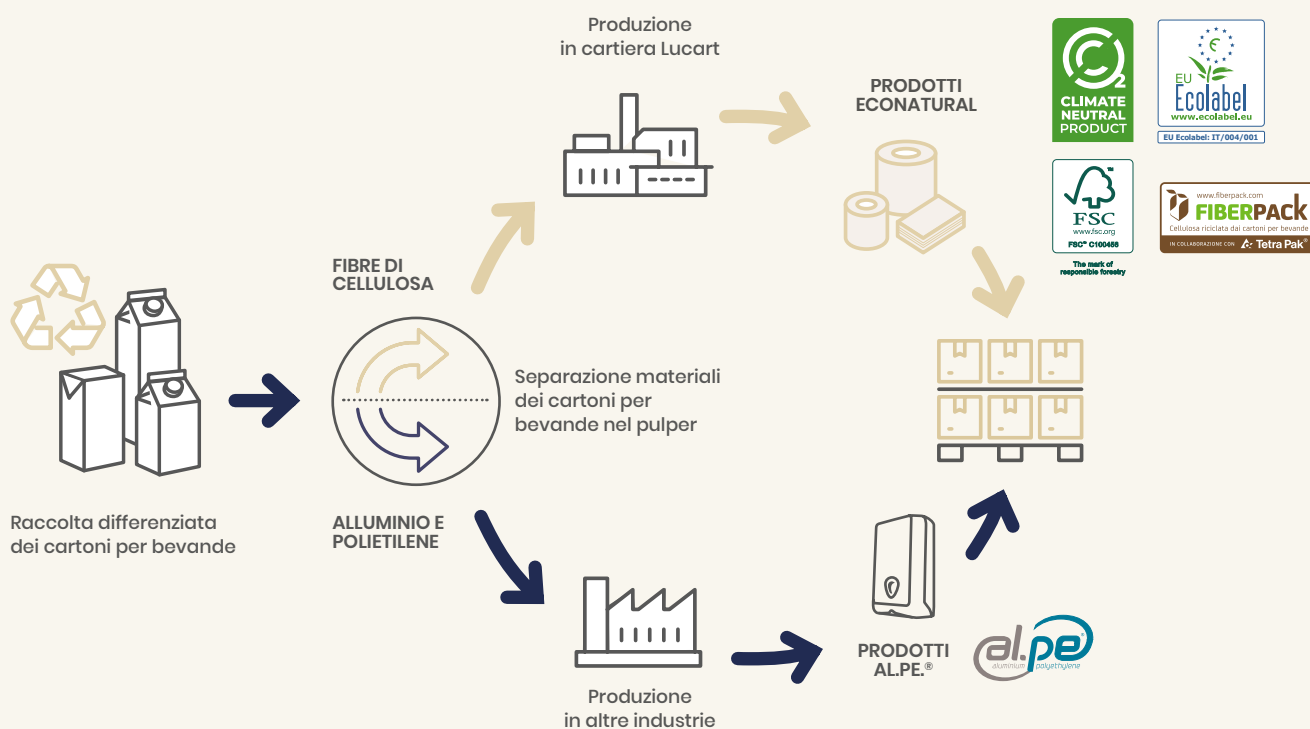 Produzione
in cartiera Lucart
PRODOTTI
ECONATURAL
CO2
CLIMATE
NEUTRAL
PRODUCT
EU
Ecolabel
www.ecolabel.eu
EU Ecolabel: IT/004/001
FSC
www.fsc.org
FSC™ C100458
The mark of
responsible forestry
www.fiberpack.com
FIBERPACK
Cellulosa riciclata dai cartoni per bevande
IN COLLABORAZIONE CON Tetra Pak®
FIBRE DI
CELLULOSA
Separazione materiali
dei cartoni per
bevande nel pulper
Raccolta differenziata
dei cartoni per bevande
ALLUMINIO E
POLIETILENE
Produzione
in altre industrie
PRODOTTI
AL.PE.®
al.pe®
aluminium polyethylene